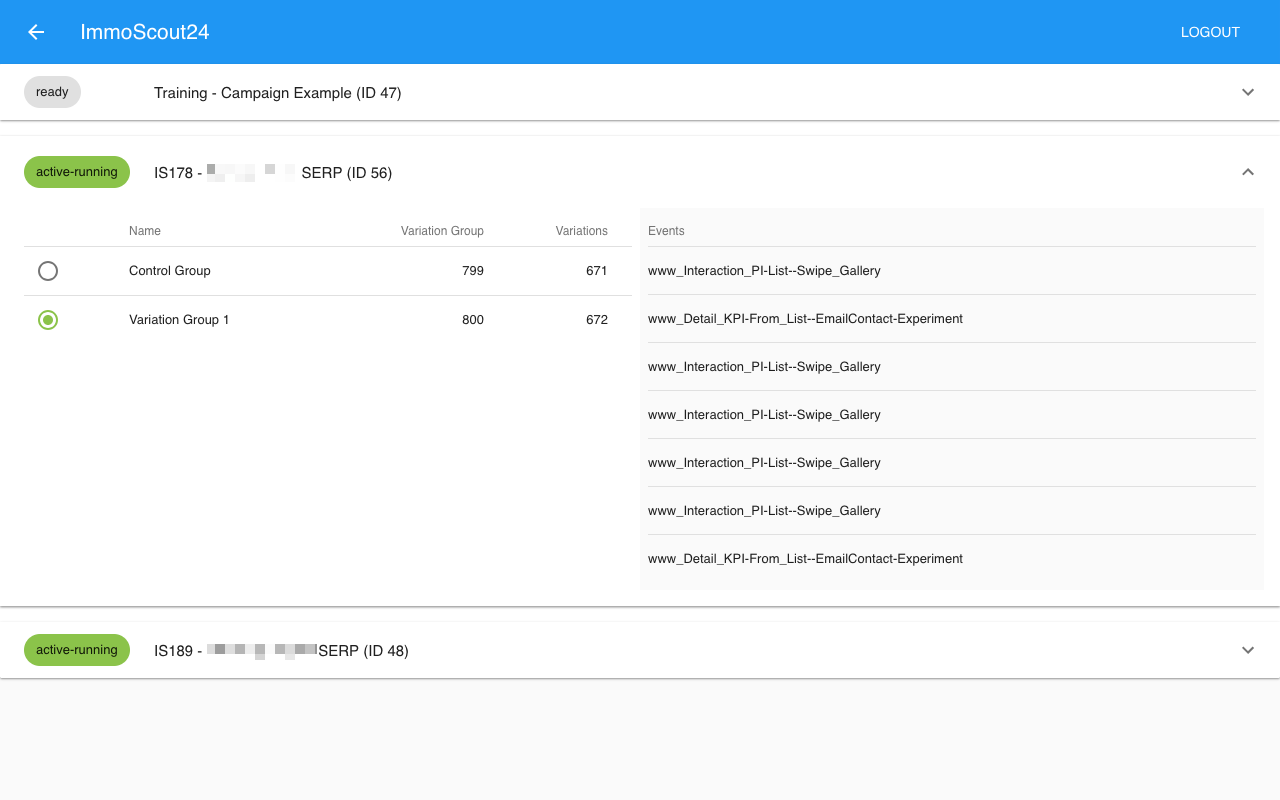 ImmoScout24 LOGOUT
ready Training - Campaign Example (ID 47)
active-running IS178 - SERP (ID 56)
Name Variation Group Variations Events
Control Group 799 671 www_Interaction_PI-List--Swipe_Gallery
Variation Group 1 800 672 www_Detail_KPI-From_List--EmailContact-Experiment
www_Interaction_PI-List--Swipe_Gallery
www_Interaction_PI-List--Swipe_Gallery
www_Interaction_PI-List--Swipe_Gallery
www_Interaction_PI-List--Swipe_Gallery
www_Detail_KPI-From_List--EmailContact-Experiment
active-running IS189 - SERP (ID 48)